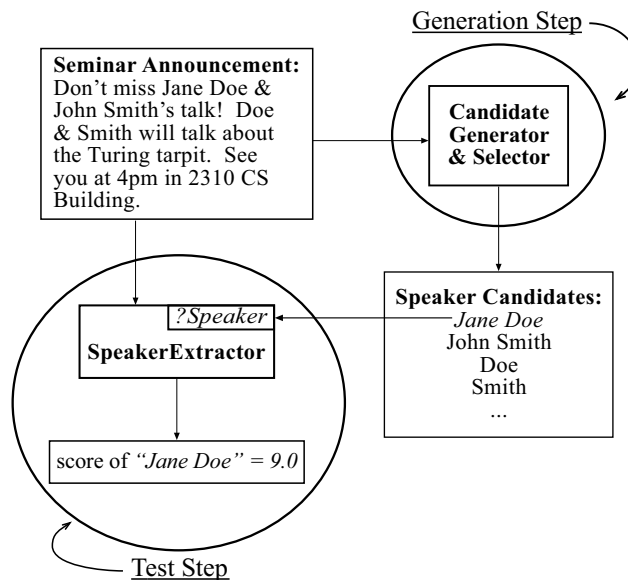 Generation Step
Seminar Announcement:
Don't miss Jane Doe &
John Smith's talk!  Doe
& Smith will talk about
the Turing tarpit.  See
you at 4pm in 2310 CS
Building.
Candidate
Generator
& Selector
Speaker Candidates:
Jane Doe
John Smith
Doe
Smith
...
?Speaker
SpeakerExtractor
score of “Jane Doe” = 9.0
Test Step